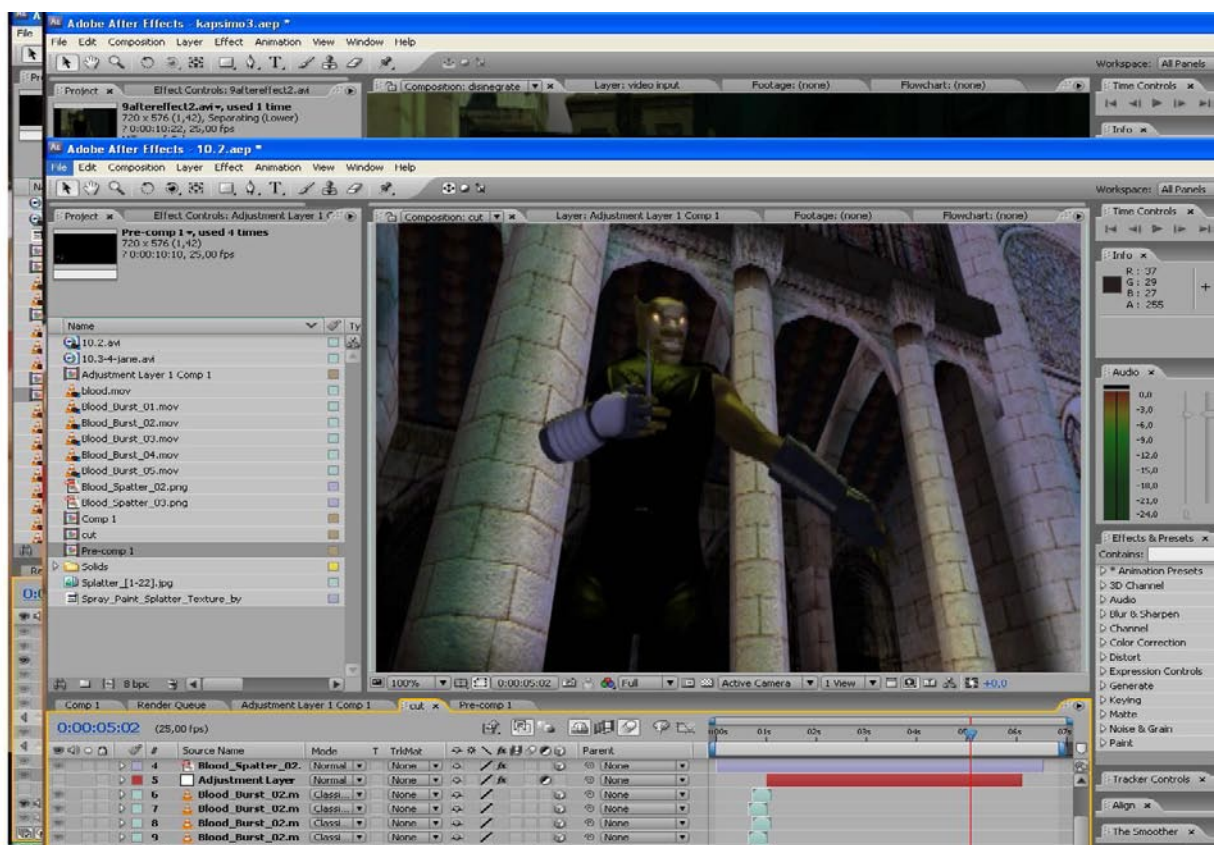 Adobe After Effects - kapsimo3.aep *
File
File Edit Composition Layer Effect Animation View Window Help
Workspace: All Panels
Project × Effect Controls: 9aftereffect2.avi
Composition: disinegrate × Layer: video input Footage: (none) Flowchart: (none)
Time Controls ×
9aftereffect2.avi, used 1 time
720 x 576 (1,42), Separating (Lower)
? 0:00:10:22, 25,00 fps
Info ×
Adobe After Effects - 10.2.aep *
File Edit Composition Layer Effect Animation View Window Help
Workspace: All Panels
Project × Effect Controls: Adjustment Layer 1 C
Composition: cut × Layer: Adjustment Layer 1 Comp 1 Footage: (none) Flowchart: (none)
Time Controls ×
Pre-comp 1, used 4 times
720 x 576 (1,42)
? 0:00:10:10, 25,00 fps
Info ×
R : 37
G : 29
B : 27
A : 255
Name Ty
10.2.avi
10.3-4-jane.avi
Adjustment Layer 1 Comp 1
blood.mov
Blood_Burst_01.mov
Blood_Burst_02.mov
Blood_Burst_03.mov
Blood_Burst_04.mov
Blood_Burst_05.mov
Blood_Spatter_02.png
Blood_Spatter_03.png
Comp 1
cut
Pre-comp 1
Solids
Splatter_[1-22].jpg
Spray_Paint_Splatter_Texture_by
Audio ×
0,0
-3,0
-6,0
-9,0
-12,0
-15,0
-18,0
-21,0
-24,0
Effects & Presets ×
Contains:
* Animation Presets
3D Channel
Audio
Blur & Sharpen
Channel
Color Correction
Distort
Expression Controls
Generate
Keying
Matte
Noise & Grain
Paint
8 bpc
100% 0:00:05:02 Full Active Camera 1 View +0,0
Comp 1 Render Queue Adjustment Layer 1 Comp 1 cut × Pre-comp 1
0:00:05:02 (25,00 fps)
01s 02s 03s 04s 05s 06s 07s
# Source Name Mode T TrkMat Parent
4 Blood_Spatter_02. Normal None None
5 Adjustment Layer Normal None None
6 Blood_Burst_02.m Classi... None None
7 Blood_Burst_02.m Classi... None None
8 Blood_Burst_02.m Classi... None None
9 Blood_Burst_02.m Classi... None None
Tracker Controls ×
Align ×
The Smoother ×